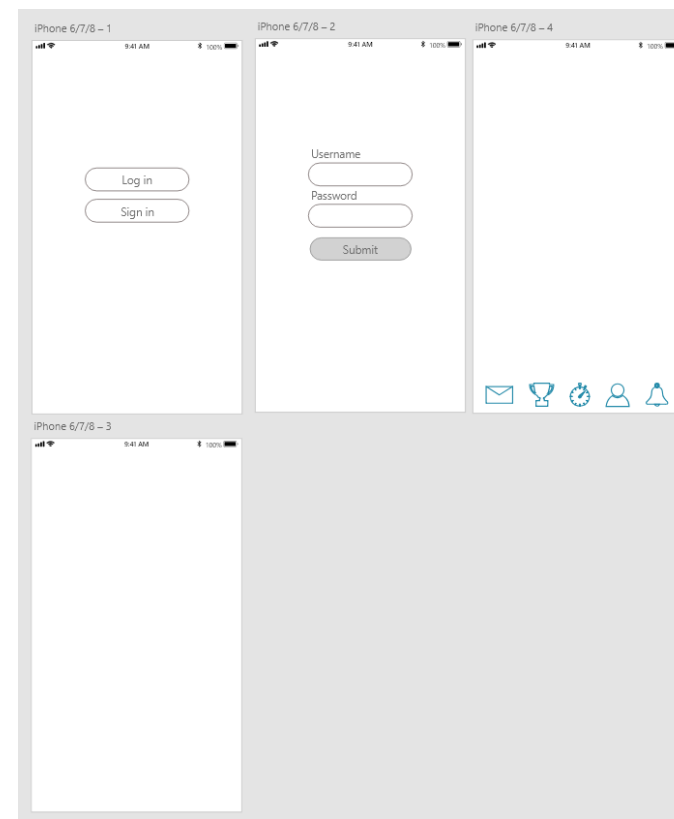 iPhone 6/7/8 – 1
9:41 AM
100%
Log in
Sign in
iPhone 6/7/8 – 2
9:41 AM
100%
Username
Password
Submit
iPhone 6/7/8 – 4
9:41 AM
100%
iPhone 6/7/8 – 3
9:41 AM
100%